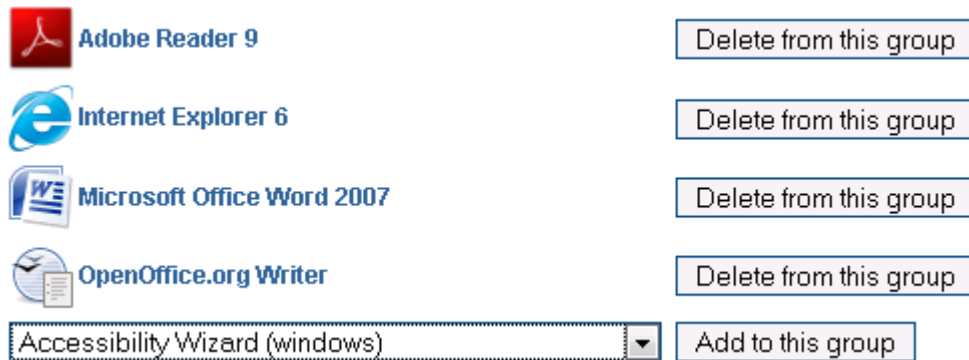 Adobe Reader 9 Delete from this group
Internet Explorer 6 Delete from this group
Microsoft Office Word 2007 Delete from this group
OpenOffice.org Writer Delete from this group
Accessibility Wizard (windows) Add to this group